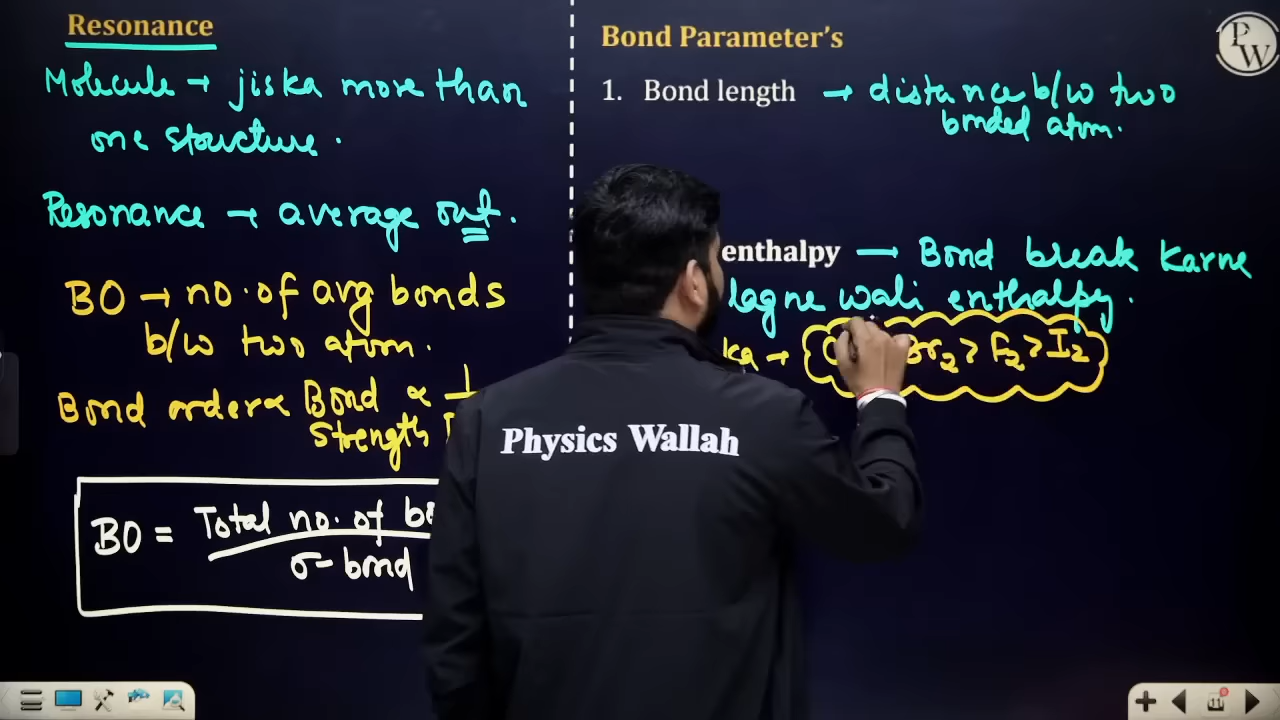 Resonance
Molecule → jiska more than
one structure.
Resonance → average out.
BO → no. of avg bonds
b/w two atom.
Bond order ∝ Bond ∝ 1
Strength
BO = Total no. of
σ-bond
Bond Parameter's
1. Bond length → distance b/w two
bonded atom.
enthalpy — Bond break Karne
lagne wali enthalpy.
Br₂ > F₂ > I₂
Physics Wallah
PW